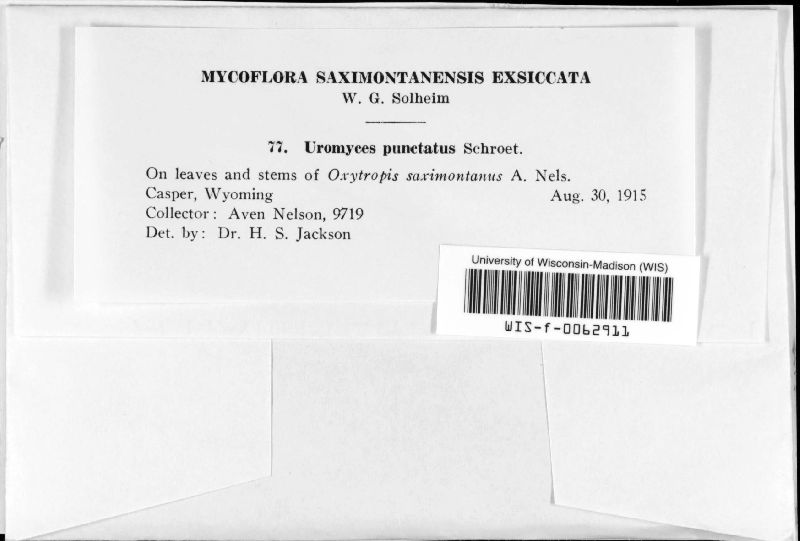 MYCOFLORA SAXIMONTANENSIS EXSICCATA
W. G. Solheim
77. Uromyces punctatus Schroet.
On leaves and stems of Oxytropis saximontanus A. Nels.
Casper, Wyoming Aug. 30, 1915
Collector: Aven Nelson, 9719
Det. by: Dr. H. S. Jackson
University of Wisconsin-Madison (WIS)
WIS-f-0062911